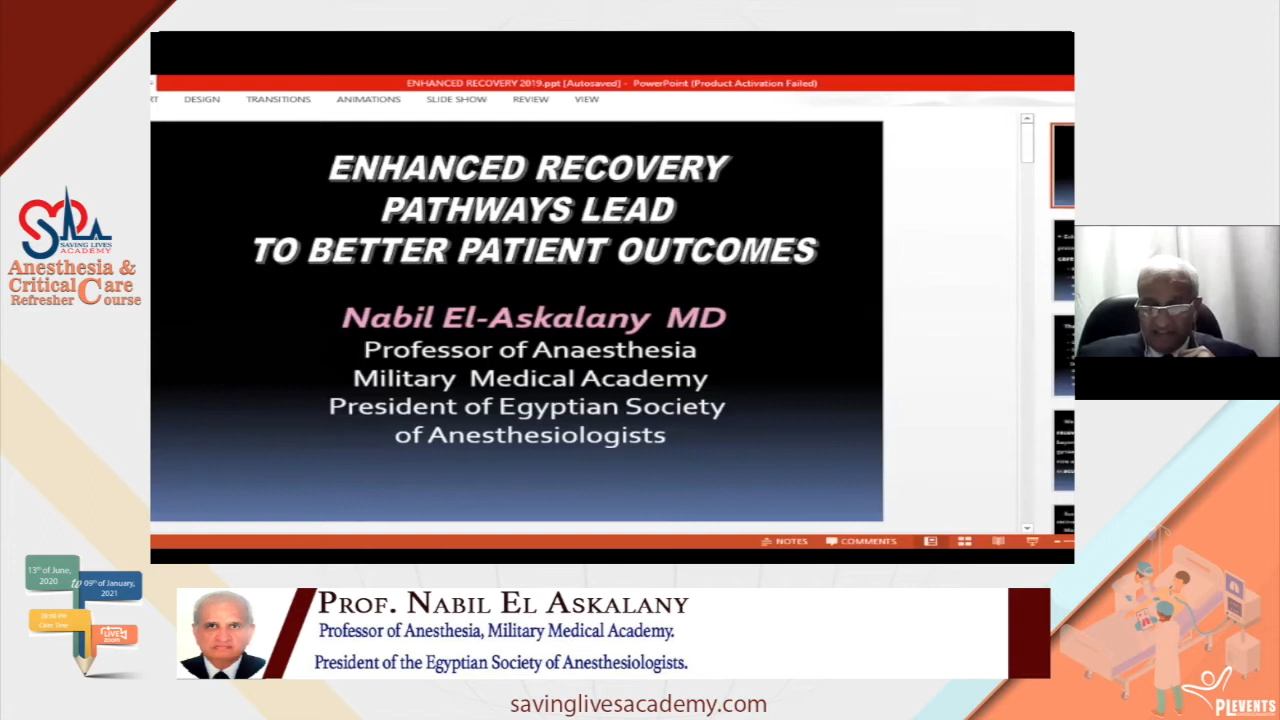 ENHANCED RECOVERY 2019.ppt [Autosaved] - PowerPoint (Product Activation Failed)
DESIGN TRANSITIONS ANIMATIONS SLIDE SHOW REVIEW VIEW
ENHANCED RECOVERY
PATHWAYS LEAD
TO BETTER PATIENT OUTCOMES
Nabil El-Askalany MD
Professor of Anaesthesia
Military Medical Academy
President of Egyptian Society
of Anesthesiologists
NOTES COMMENTS
SAVING LIVES
ACADEMY
Anesthesia &
Critical Care
Refresher Course
13th of June,
2020
to 09th of January,
2021
Cairo Time
LIVE
zoom
PROF. NABIL EL ASKALANY
Professor of Anesthesia, Military Medical Academy.
President of the Egyptian Society of Anesthesiologists.
savinglivesacademy.com
PLEVENTS